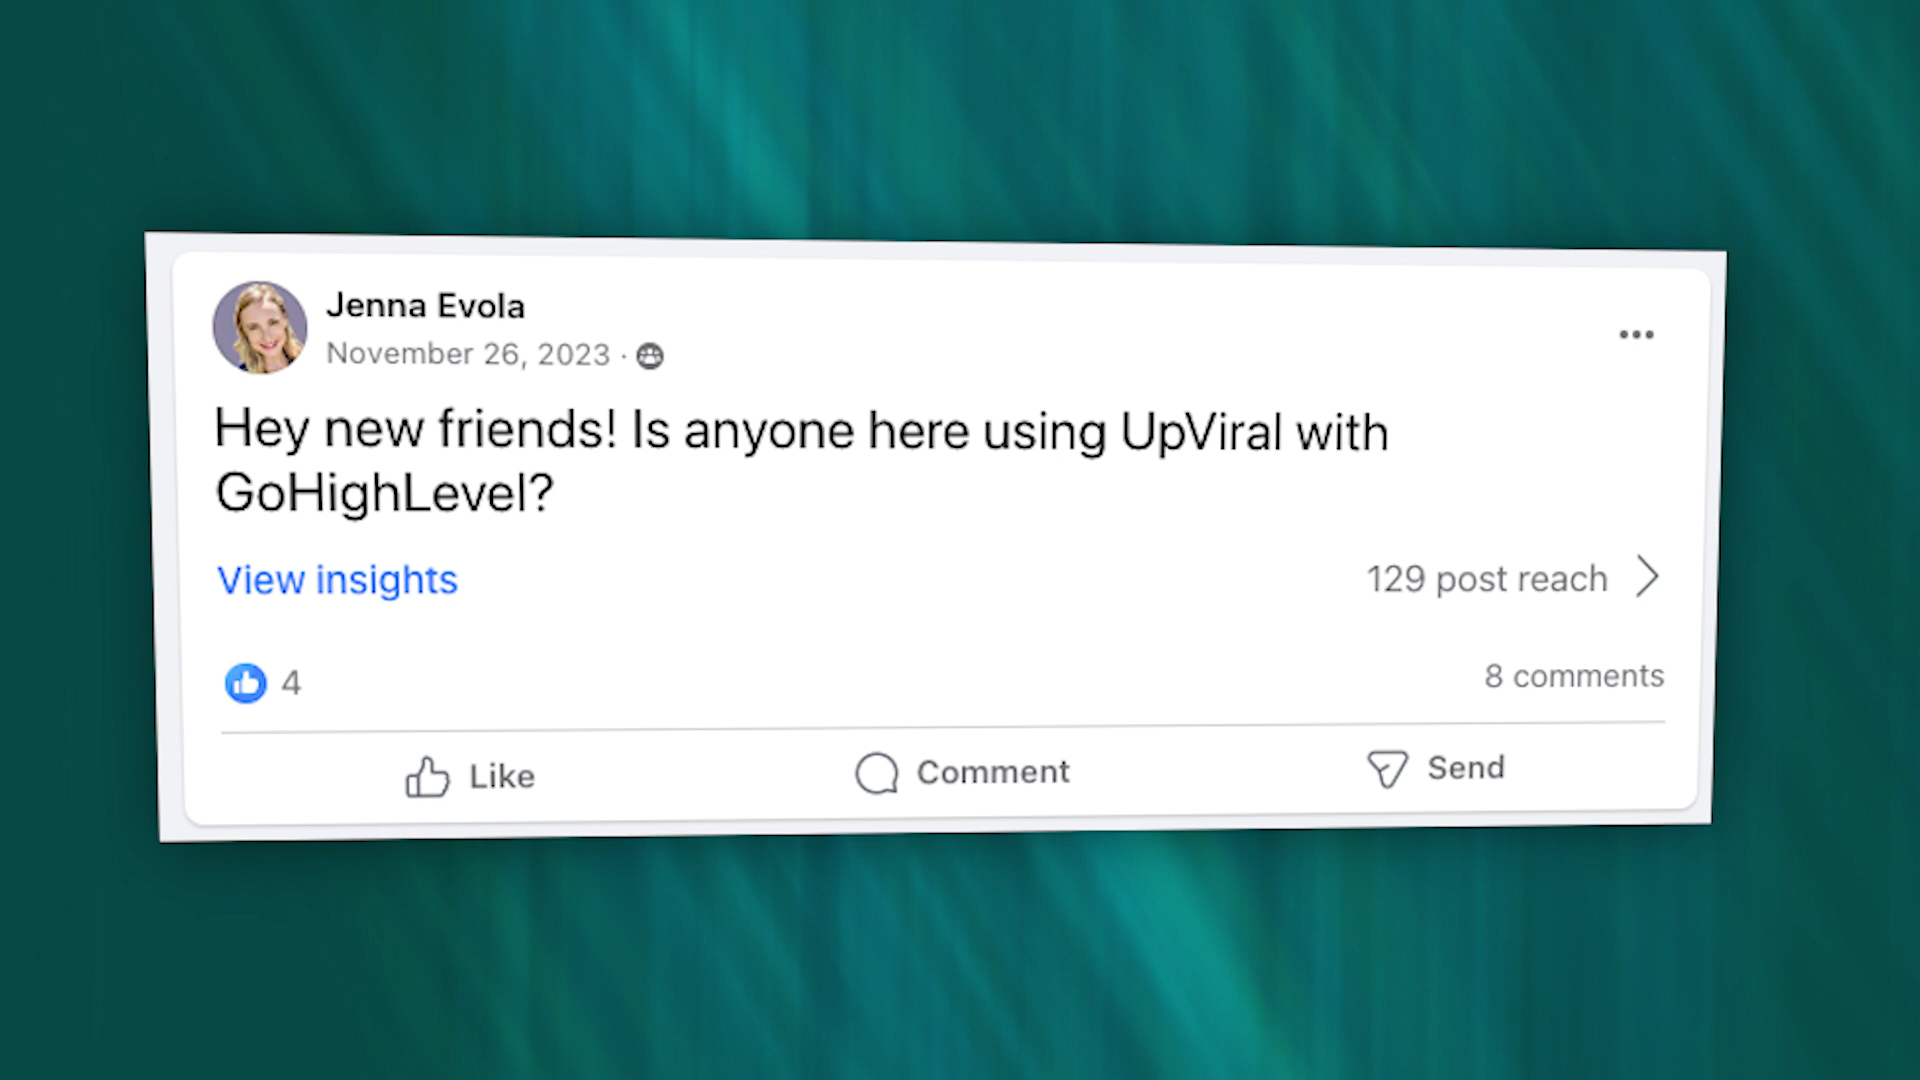 Jenna Evola
November 26, 2023 ·
Hey new friends! Is anyone here using UpViral with
GoHighLevel?
View insights
129 post reach
4
8 comments
Like
Comment
Send